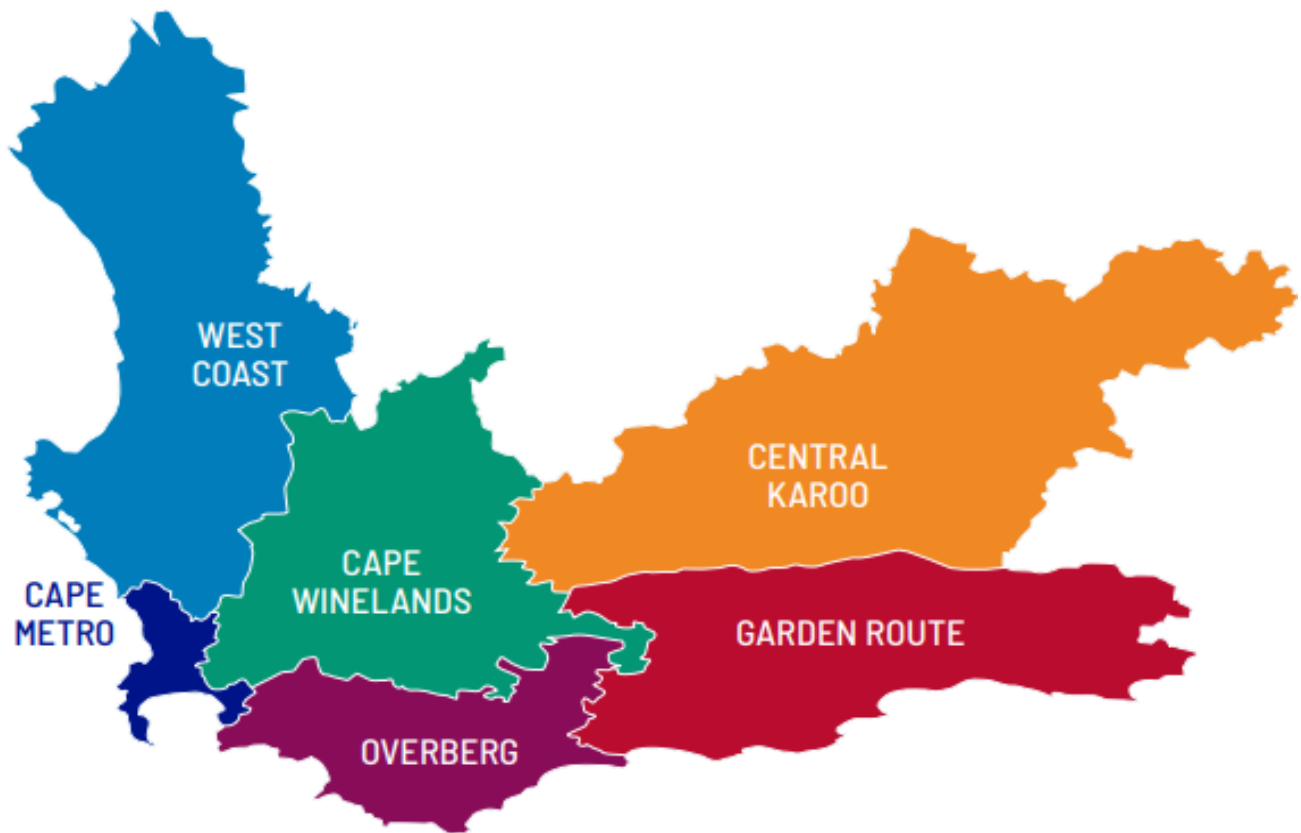 WEST
COAST
CENTRAL
KAROO
CAPE
WINELANDS
CAPE
METRO
GARDEN ROUTE
OVERBERG